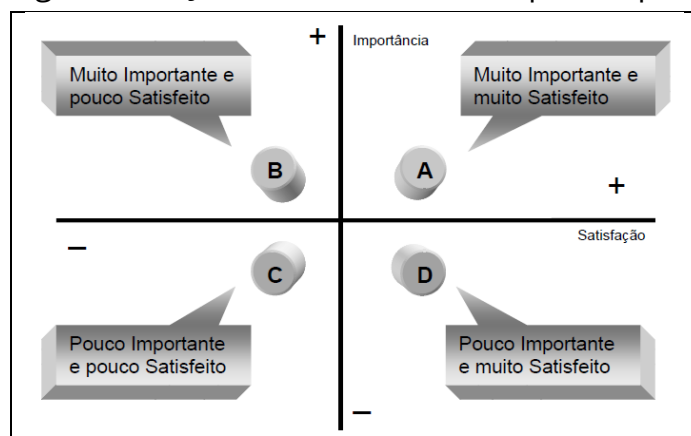 +
Importância
Muito Importante e
pouco Satisfeito
Muito Importante e
muito Satisfeito
B
A
+
–
Satisfação
C
D
Pouco Importante
e pouco Satisfeito
Pouco Importante
e muito Satisfeito
–